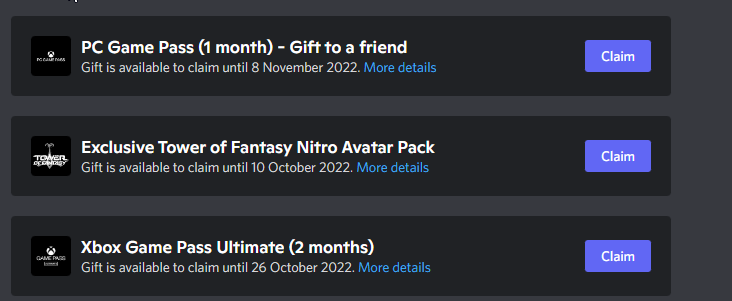 PC GAME PASS
PC Game Pass (1 month) - Gift to a friend
Gift is available to claim until 8 November 2022. More details
Claim
TOWER
OF FANTASY
Exclusive Tower of Fantasy Nitro Avatar Pack
Gift is available to claim until 10 October 2022. More details
Claim
GAME PASS
Xbox Game Pass Ultimate (2 months)
Gift is available to claim until 26 October 2022. More details
Claim